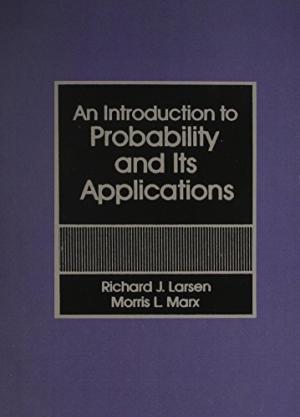 An Introduction to
Probability
and Its
Applications
Richard J. Larsen
Morris L. Marx